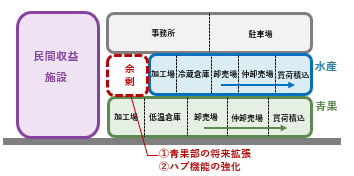 民間収益
施設
事務所 駐車場
余
剰
加工場 冷蔵倉庫 卸売場 仲卸売場 買荷積込
水産
加工場 低温倉庫 卸売場 仲卸売場 買荷積込
青果
①青果部の将来拡張
②ハブ機能の強化